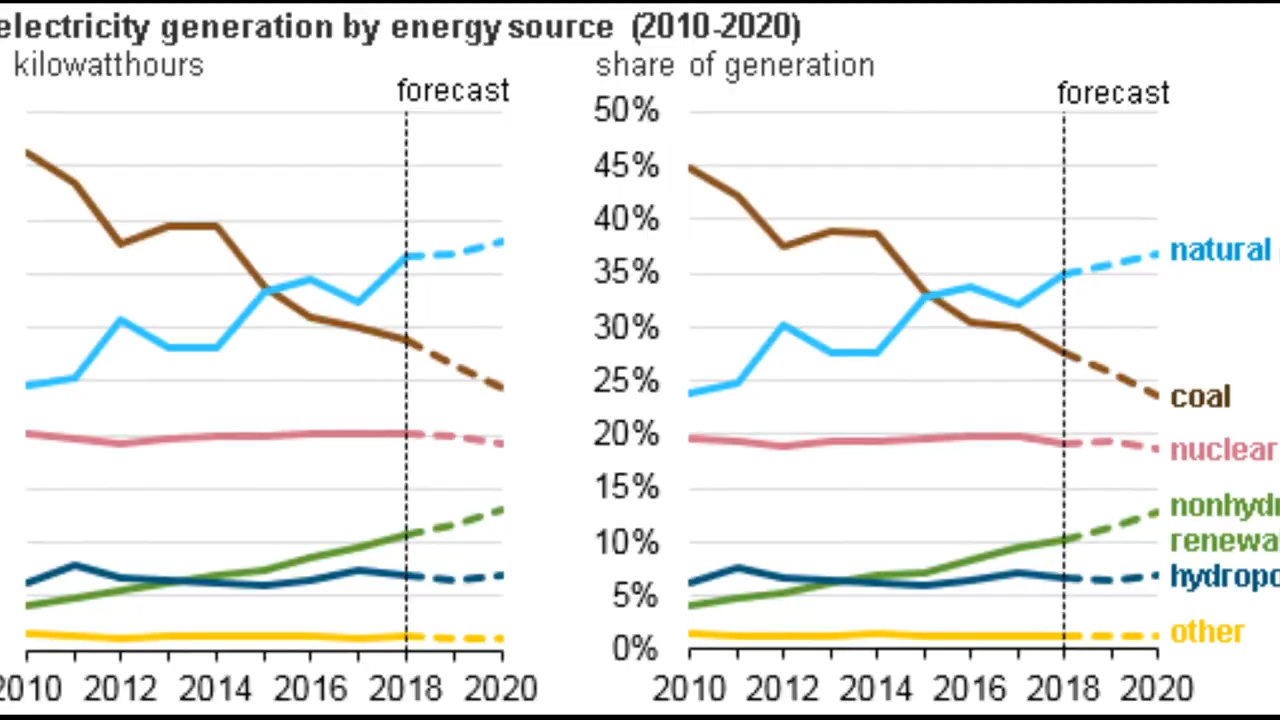 electricity generation by energy source (2010-2020)
kilowatthours
forecast
2010 2012 2014 2016 2018 2020
share of generation
forecast
50%
45%
40%
35%
30%
25%
20%
15%
10%
5%
0%
2010 2012 2014 2016 2018 2020
natural
coal
nuclear
nonhydr
renewa
hydropo
other